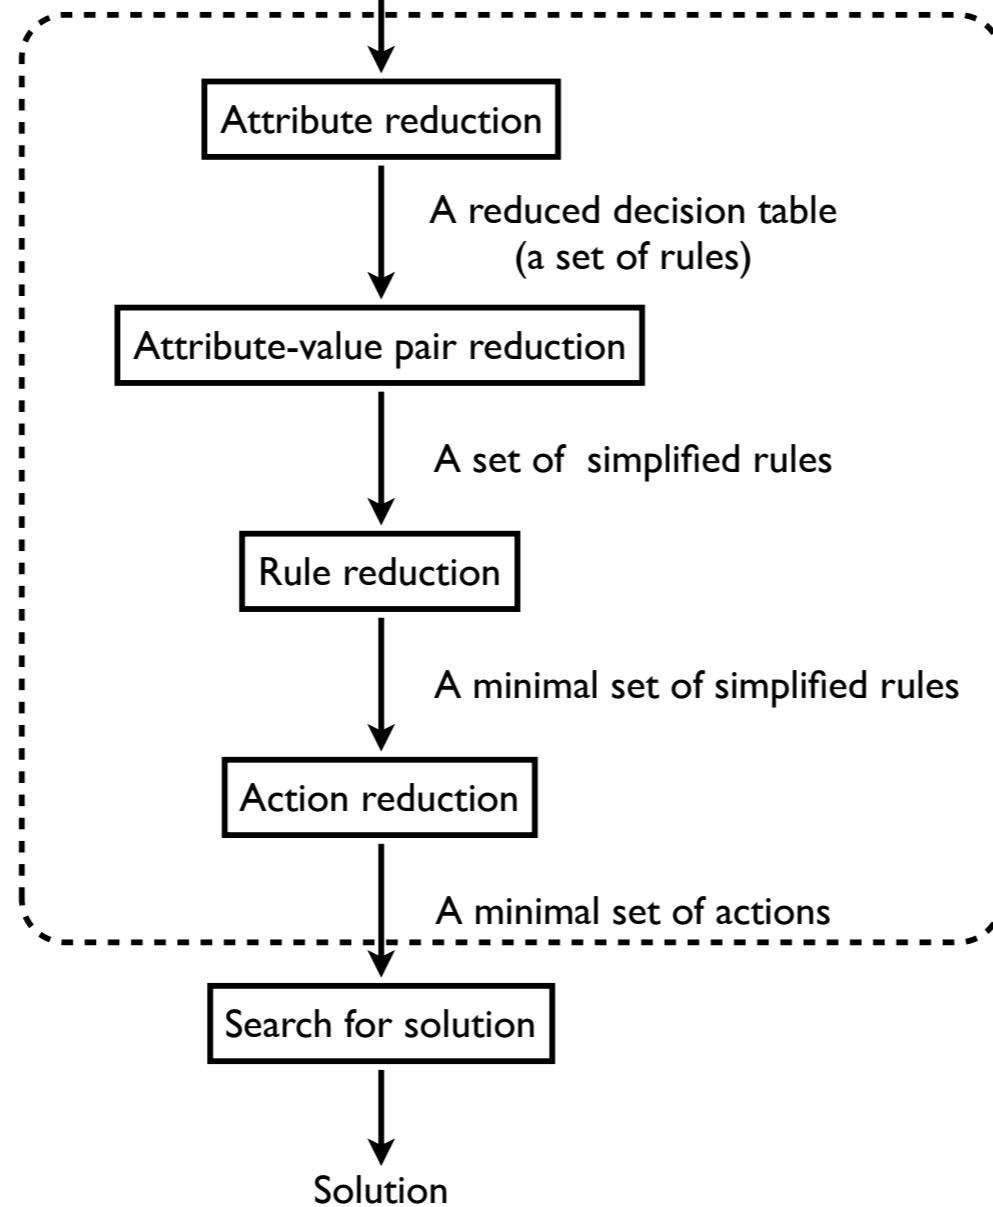 Attribute reduction
A reduced decision table
(a set of rules)
Attribute-value pair reduction
A set of simplified rules
Rule reduction
A minimal set of simplified rules
Action reduction
A minimal set of actions
Search for solution
Solution